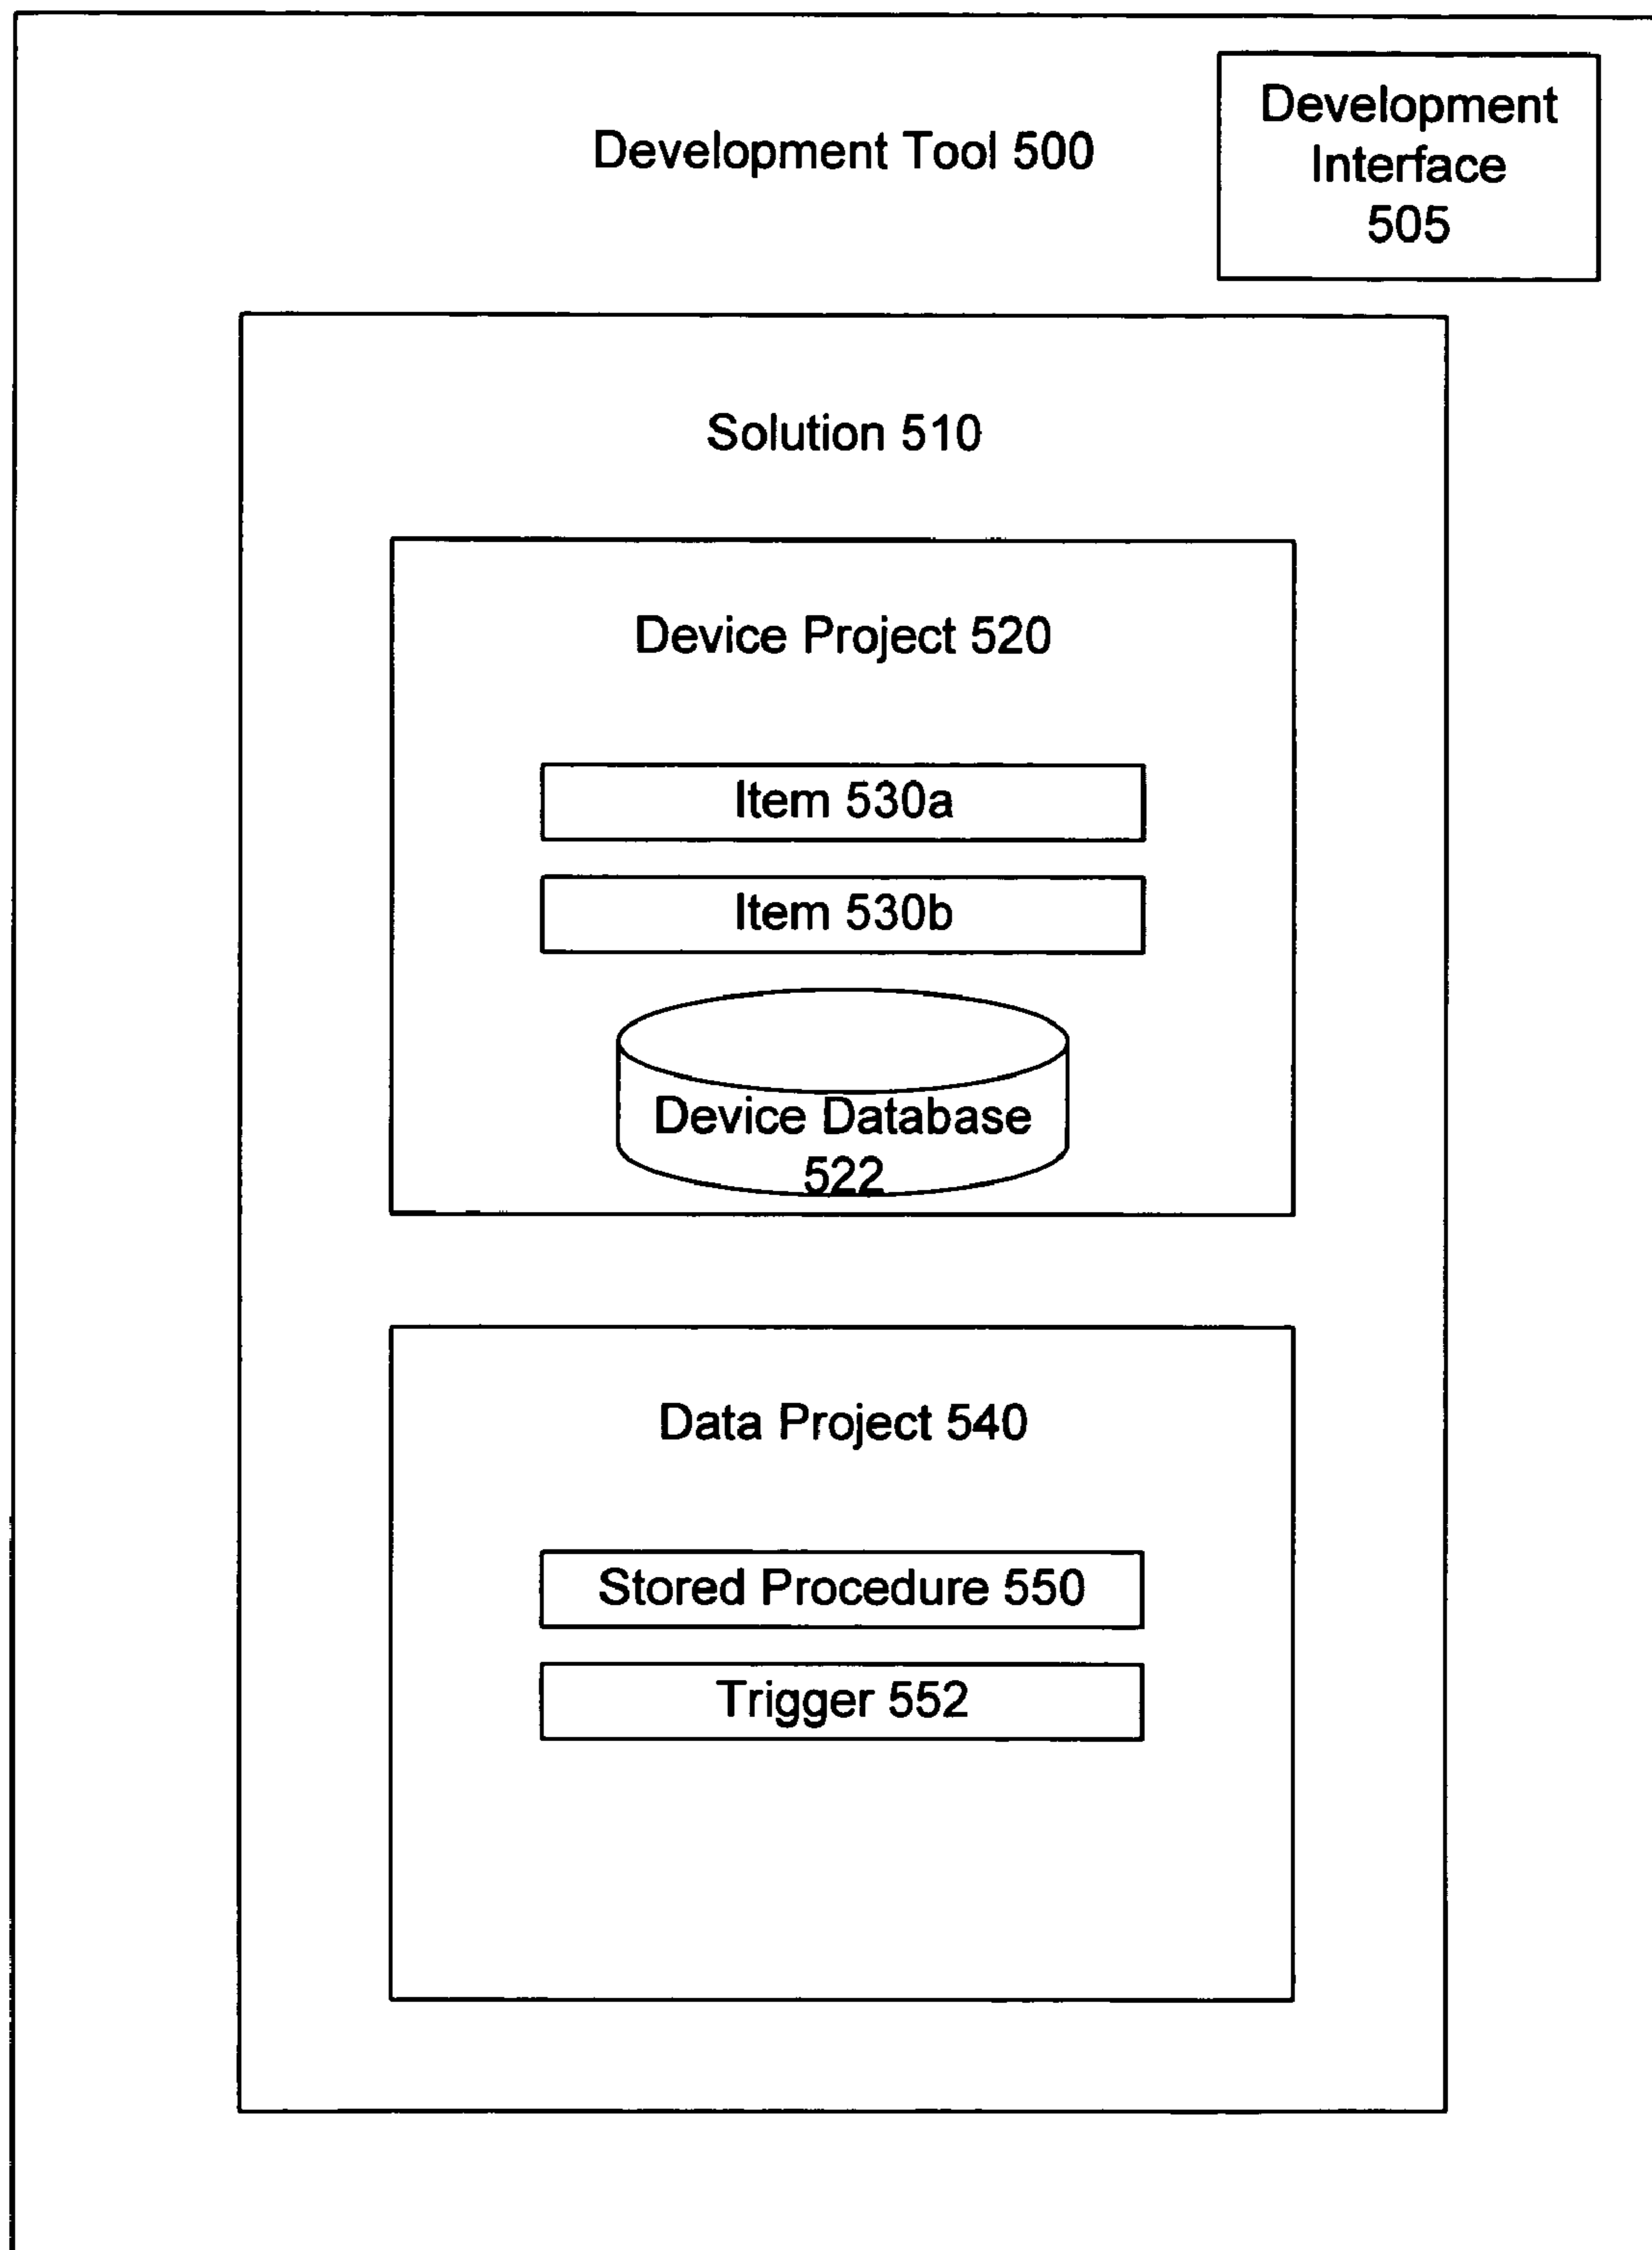 Development Tool 500
Development
Interface
505
Solution 510
Device Project 520
Item 530a
Item 530b
Device Database
522
Data Project 540
Stored Procedure 550
Trigger 552